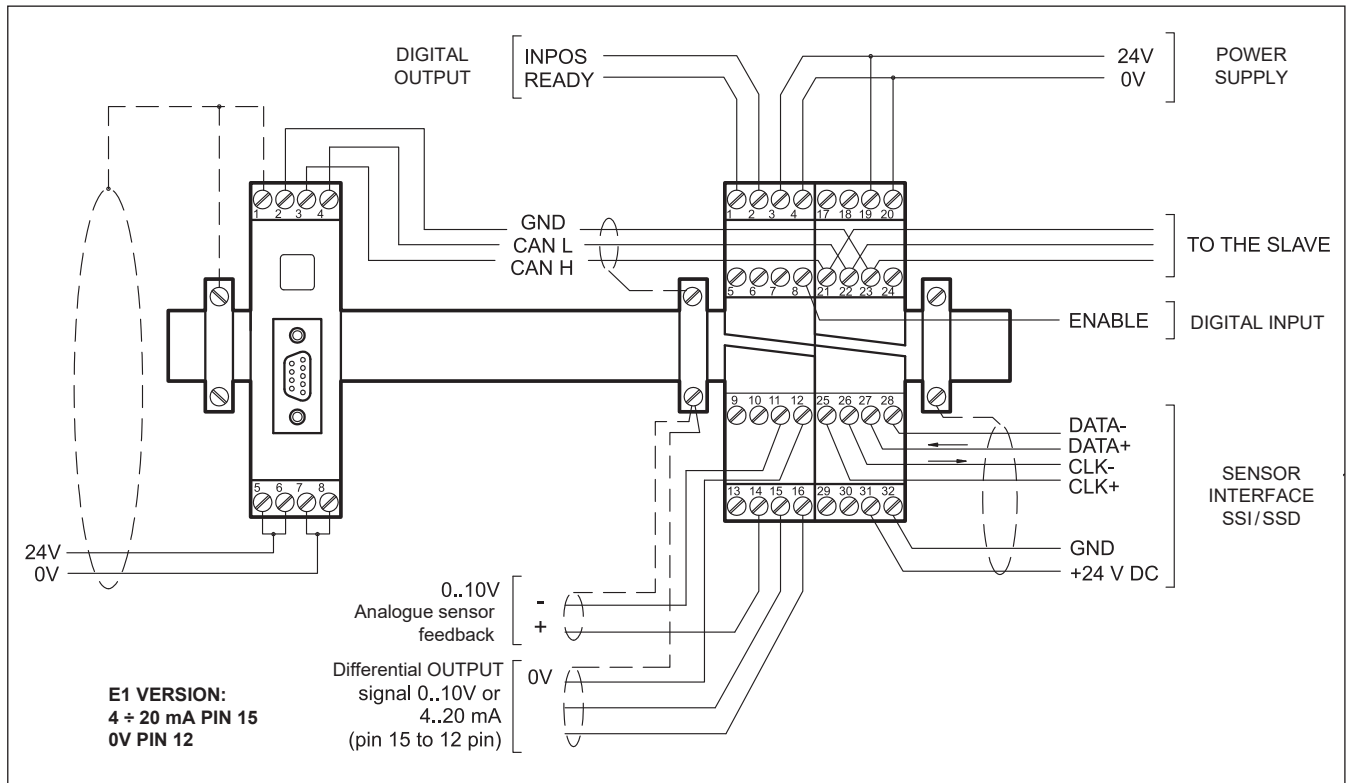 DIGITAL
OUTPUT
INPOS
READY
24V
0V
POWER
SUPPLY
1 2 3 4
1 2 3 4 17 18 19 20
GND
CAN L
CAN H
TO THE SLAVE
5 6 7 8 21 22 23 24
ENABLE
DIGITAL INPUT
9 10 11 12 25 26 27 28
DATA-
DATA+
CLK-
CLK+
SENSOR
INTERFACE
SSI/SSD
5 6 7 8
13 14 15 16 29 30 31 32
24V
0V
GND
+24 V DC
0..10V
Analogue sensor
feedback
-
+
Differential OUTPUT
signal 0..10V or
4..20 mA
(pin 15 to 12 pin)
0V
E1 VERSION:
4 ÷ 20 mA PIN 15
0V PIN 12